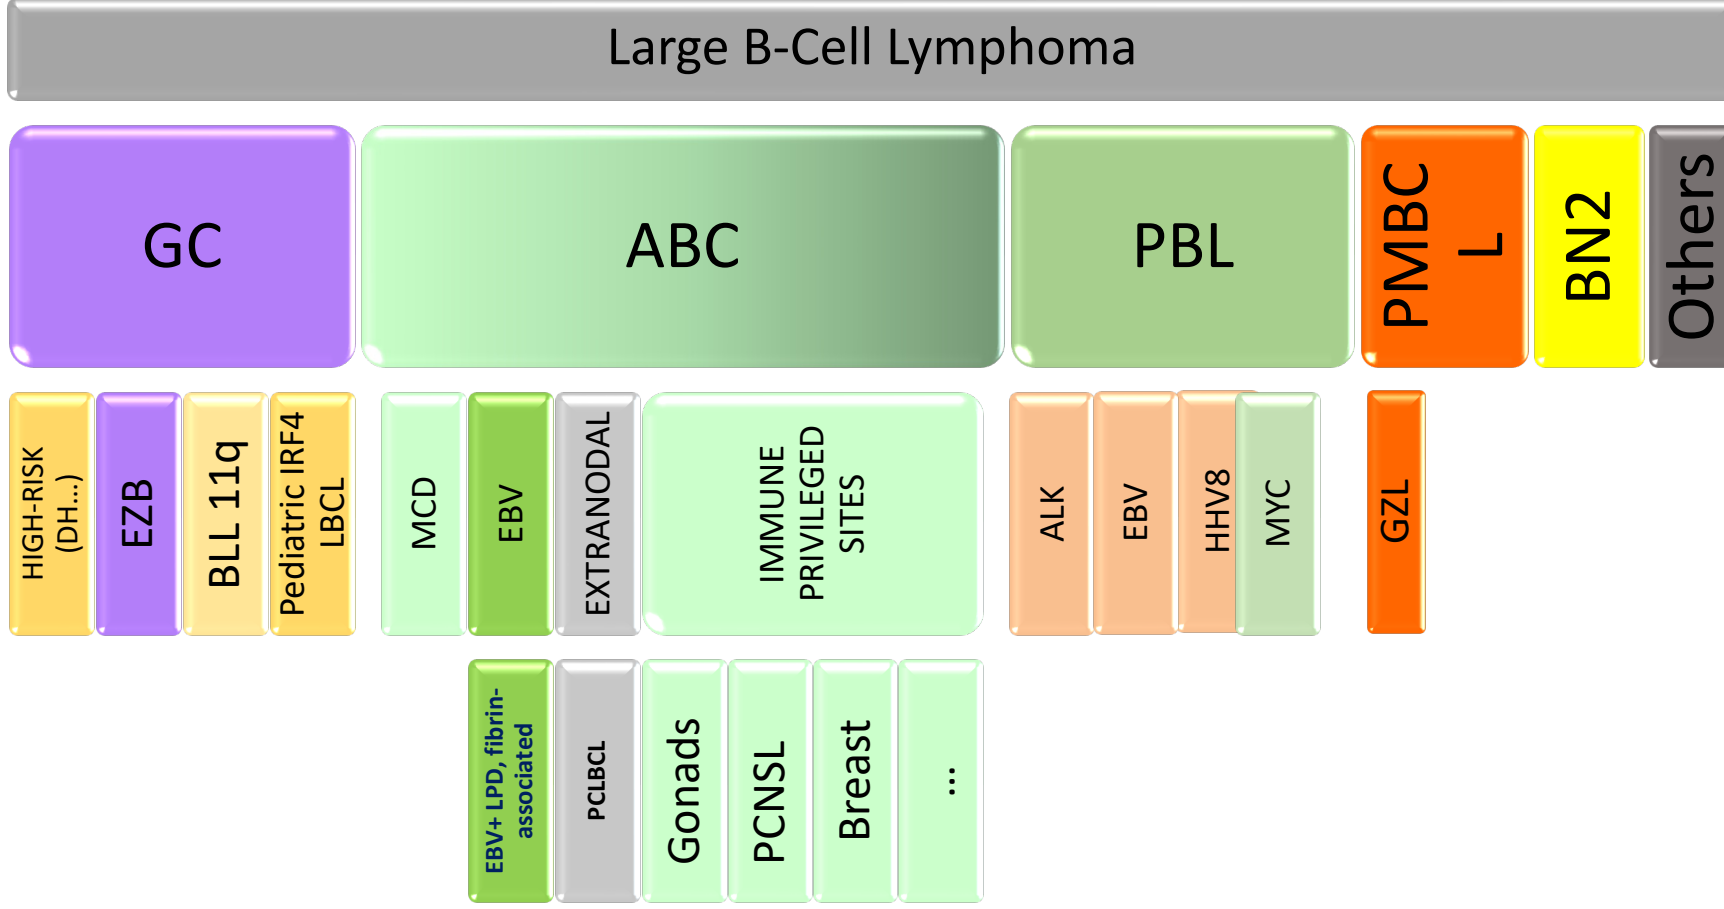 Large B-Cell Lymphoma
GC
ABC
PBL
PMBC
L
BN2
Others
HIGH-RISK
(DH...)
EZB
BLL 11q
Pediatric IRF4
LBCL
MCD
EBV
EXTRANODAL
IMMUNE
PRIVILEGED
SITES
ALK
EBV
HHV8
MYC
GZL
EBV+ LPD, fibrin-
associated
PCLBCL
Gonads
PCNSL
Breast
...